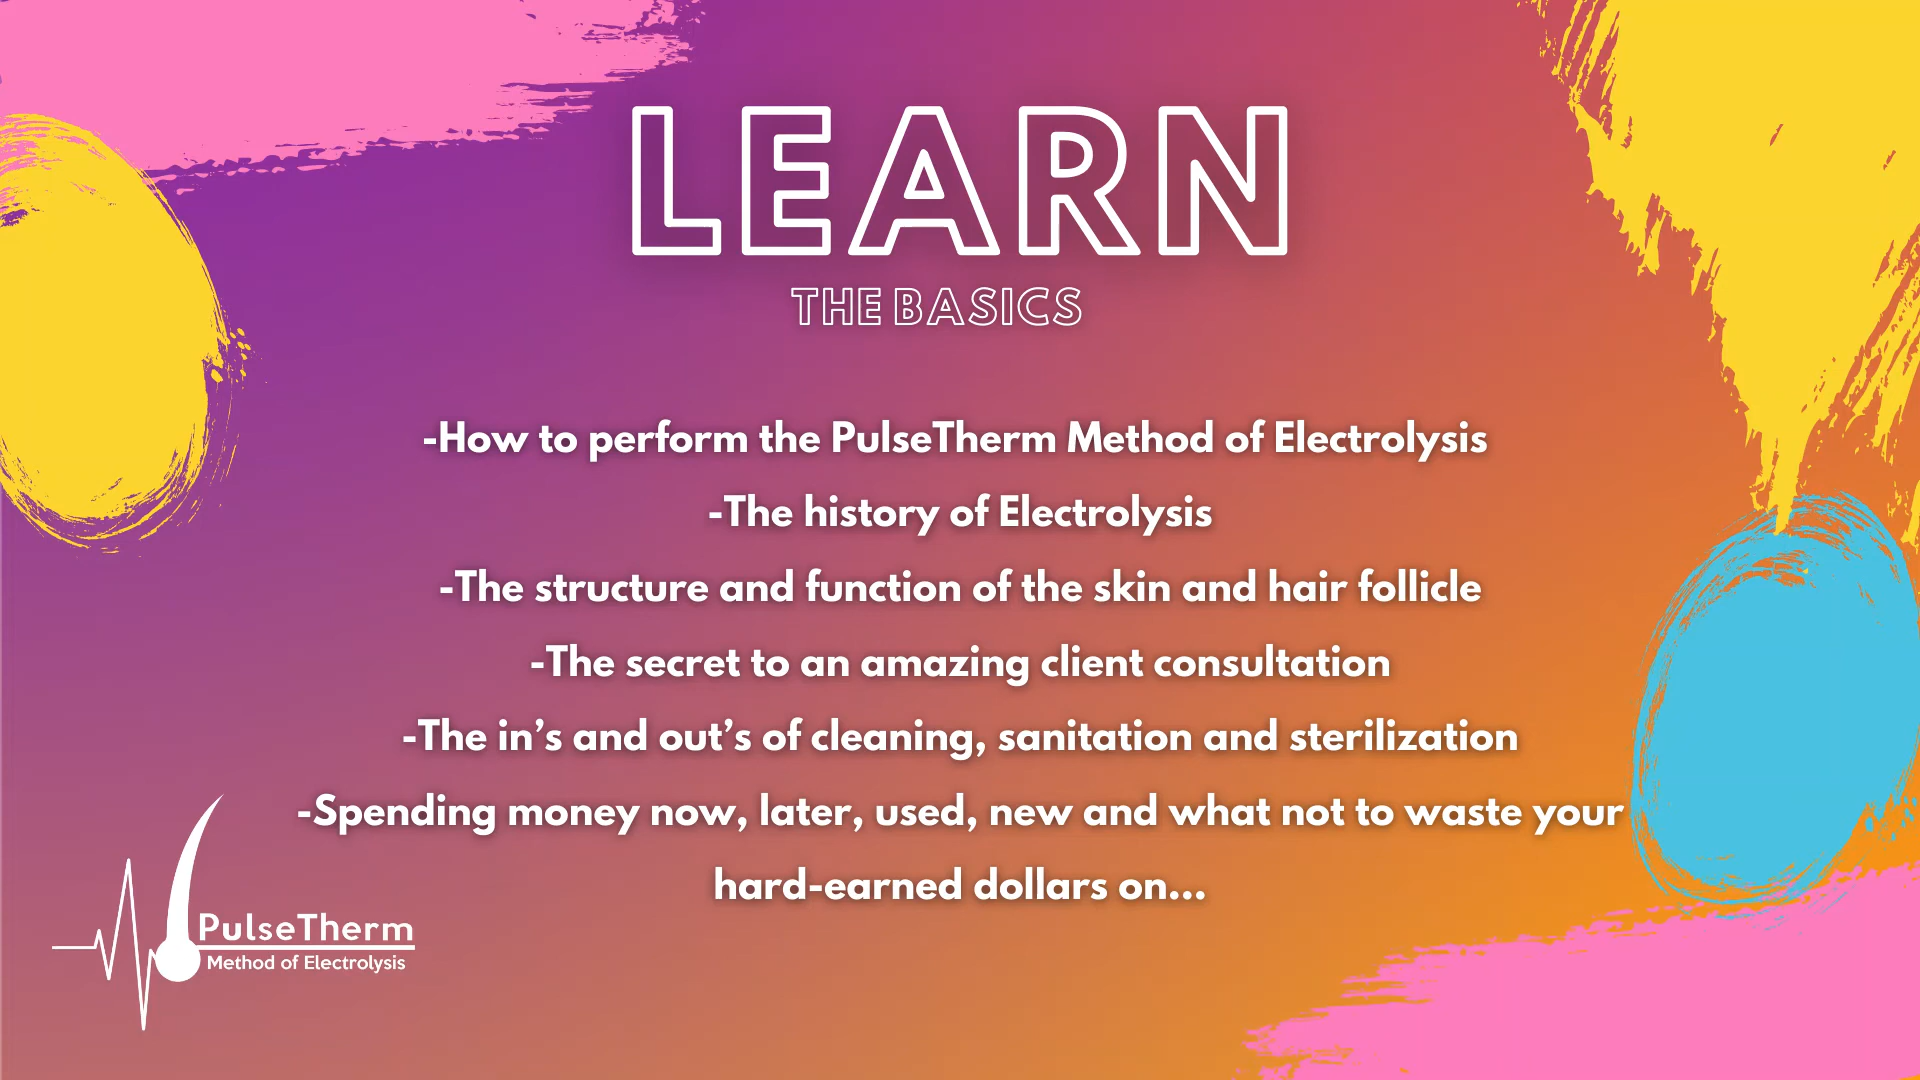 LEARN
THE BASICS
-How to perform the PulseTherm Method of Electrolysis
-The history of Electrolysis
-The structure and function of the skin and hair follicle
-The secret to an amazing client consultation
-The in’s and out’s of cleaning, sanitation and sterilization
-Spending money now, later, used, new and what not to waste your
hard-earned dollars on...
PulseTherm
Method of Electrolysis